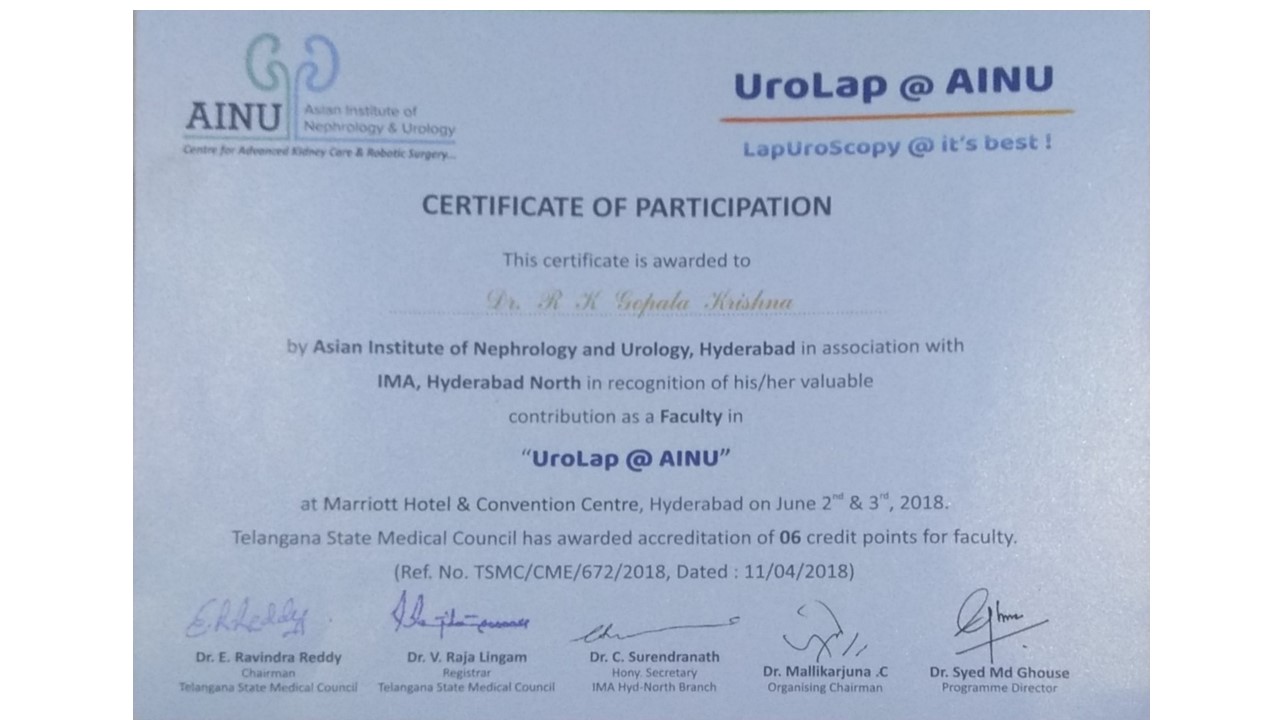 AINU
Asian Institute of
Nephrology & Urology
Centre for Advanced Kidney Care & Robotic Surgery...
UroLap @ AINU
LapUroScopy @ it's best !
CERTIFICATE OF PARTICIPATION
This certificate is awarded to
Dr. R K Gopala Krishna
by Asian Institute of Nephrology and Urology, Hyderabad in association with
IMA, Hyderabad North in recognition of his/her valuable
contribution as a Faculty in
“UroLap @ AINU”
at Marriott Hotel & Convention Centre, Hyderabad on June 2nd & 3rd, 2018.
Telangana State Medical Council has awarded accreditation of 06 credit points for faculty.
(Ref. No. TSMC/CME/672/2018, Dated : 11/04/2018)
E.R.Reddy
Dr. E. Ravindra Reddy
Chairman
Telangana State Medical Council
Dr. V. Raja Lingam
Registrar
Telangana State Medical Council
Dr. C. Surendranath
Hony. Secretary
IMA Hyd-North Branch
Dr. Mallikarjuna .C
Organising Chairman
Dr. Syed Md Ghouse
Programme Director